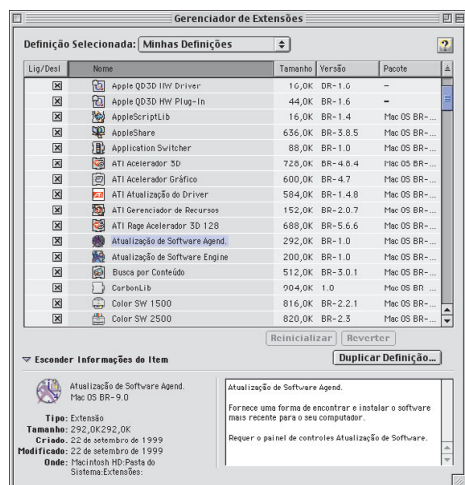 Gerenciador de Extensões
Definição Selecionada: Minhas Definições
Lig/Desl Nome Tamanho Versão Pacote
Apple QD3D HW Driver 16,0K DR-1.6 -
Apple QD3D HW Plug-In 44,0K DR-1.6 -
AppleScriptLib 16,0K BR-1.4 Mac OS BR-...
AppleShare 636,0K BR-3.8.5 Mac OS BR-...
Application Switcher 88,0K BR-1.0 Mac OS BR-...
ATI Acelerador 3D 728,0K BR-4.8.4 Mac OS BR-...
ATI Acelerador Gráfico 600,0K BR-4.7 Mac OS BR-...
ATI Atualização do Driver 584,0K BR-1.4.8 Mac OS BR-...
ATI Gerenciador de Recursos 152,0K BR-2.0.7 Mac OS BR-...
ATI Rage Acelerador 3D 128 688,0K BR-5.6.6 Mac OS BR-...
Atualização de Software Agend. 292,0K BR-1.0 Mac OS BR-...
Atualização de Software Engine 200,0K BR-1.0 Mac OS BR-...
Busca por Conteúdo 512,0K BR-3.0.1 Mac OS BR-...
CarbonLib 904,0K 1.0 Mac OS BR ...
Color SW 1500 816,0K BR-2.2.1 Mac OS BR-...
Color SW 2500 820,0K BR-2.3 Mac OS BR-...
Reinicializar Reverter
Esconder Informações do Item Duplicar Definição...
Atualização de Software Agend.
Mac OS BR-9.0
Tipo: Extensão
Tamanho: 292,0K292,0K
Criado. 22 de setembro de 1999
Modificado: 22 de setembro de 1999
Onde: Macintosh HD:Pasta do
Sistema:Extensões:
Atualização de Software Agend.
Fornece uma forma de encontrar e instalar o software
mais recente para o seu computador.
Requer o painel de controles Atualização de Software.